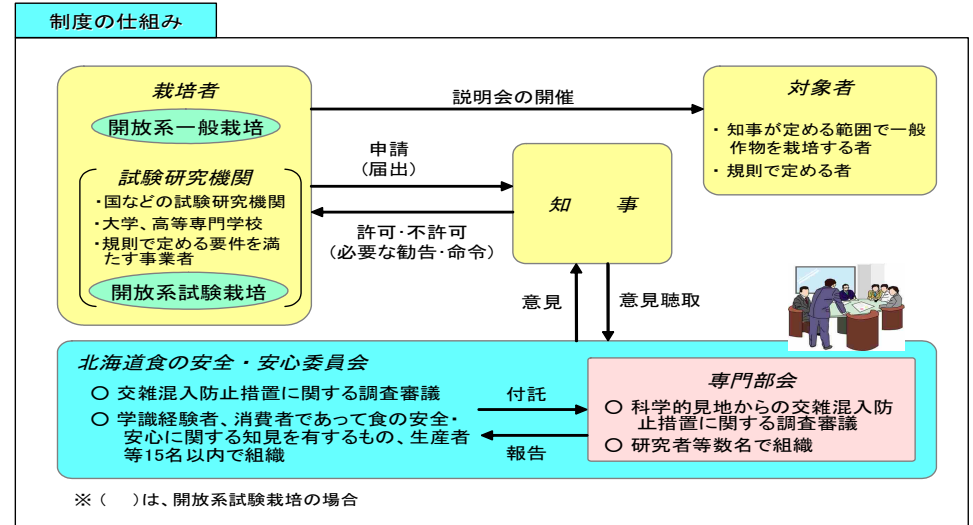 制度の仕組み
栽培者
開放系一般栽培
試験研究機関
・国などの試験研究機関
・大学、高等専門学校
・規則で定める要件を満
たす事業者
開放系試験栽培
説明会の開催
対象者
・ 知事が定める範囲で一般
作物を栽培する者
・ 規則で定める者
申請
(届出)
知　事
許可・不許可
(必要な勧告・命令)
意見
意見聴取
北海道食の安全・安心委員会
○ 交雑混入防止措置に関する調査審議
○ 学識経験者、消費者であって食の安全・
安心に関する知見を有するもの、生産者
等15名以内で組織
付託
報告
専門部会
○ 科学的見地からの交雑混入防
止措置に関する調査審議
○ 研究者等数名で組織
※ (　)は、開放系試験栽培の場合